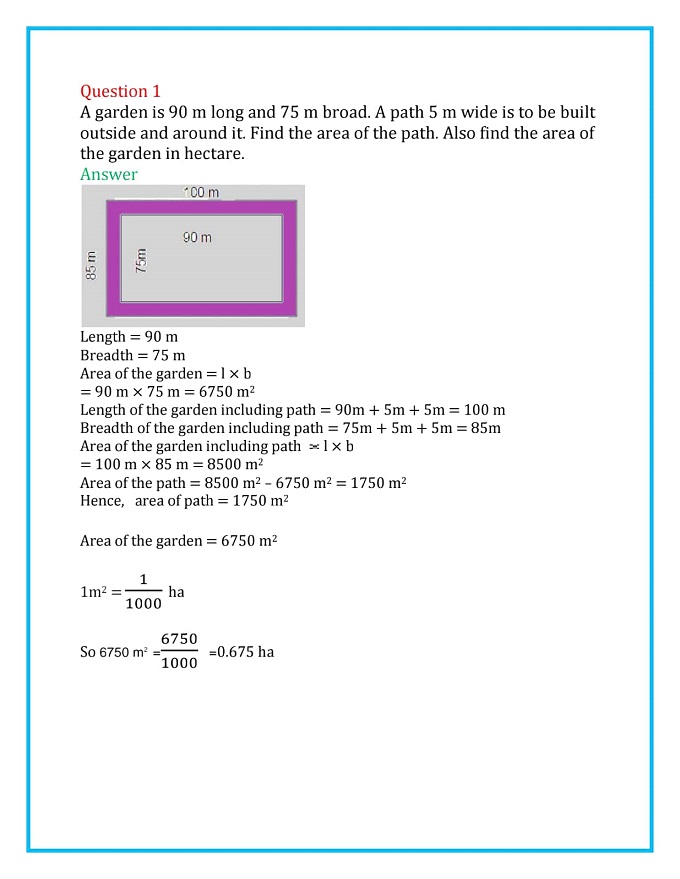 Question 1
A garden is 90 m long and 75 m broad. A path 5 m wide is to be built
outside and around it. Find the area of the path. Also find the area of
the garden in hectare.
Answer
100 m
90 m
85 m
75m
Length = 90 m
Breadth = 75 m
Area of the garden = l × b
= 90 m × 75 m = 6750 m²
Length of the garden including path = 90m + 5m + 5m = 100 m
Breadth of the garden including path = 75m + 5m + 5m = 85m
Area of the garden including path = l × b
= 100 m × 85 m = 8500 m²
Area of the path = 8500 m² – 6750 m² = 1750 m²
Hence, area of path = 1750 m²
Area of the garden = 6750 m²
1m² = 1/1000 ha
So 6750 m² = 6750/1000 =0.675 ha